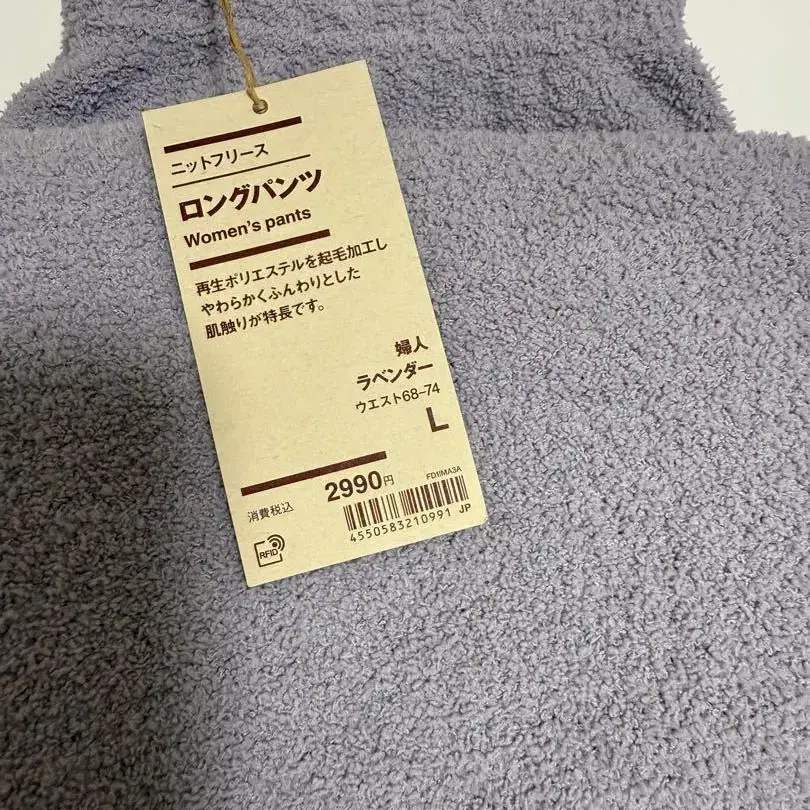 ニットフリース
ロングパンツ
Women's pants
再生ポリエステルを起毛加工し
やわらかくふんわりとした
肌触りが特長です。
婦人
ラベンダー
ウエスト68-74
L
消費税込 2990円
FD1IMA3A
4550583210991 JP
RFID